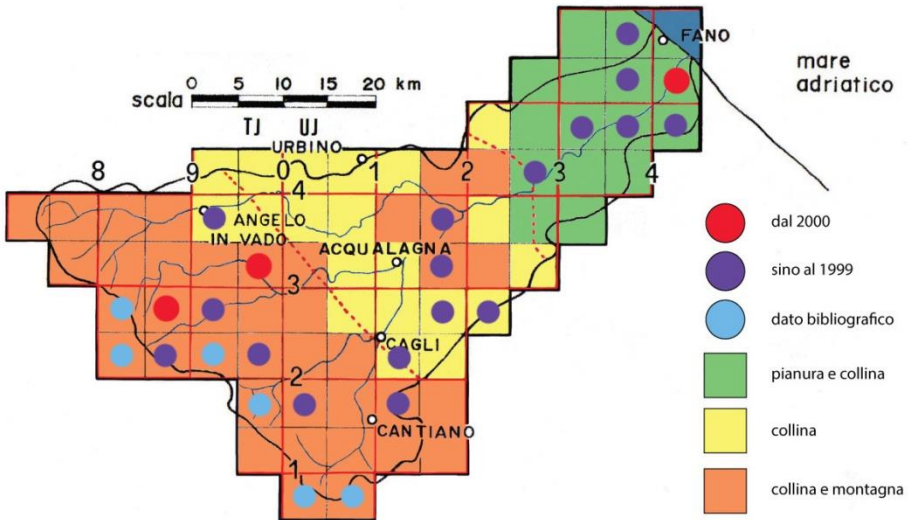 FANO
mare
adriatico
scala 0 5 10 15 20 km
TJ UJ
URBINO
8 9 0 1 2 3 4
4
ANGELO
IN VADO
ACQUALAGNA
3
CAGLI
2
CANTIANO
1
dal 2000
sino al 1999
dato bibliografico
pianura e collina
collina
collina e montagna